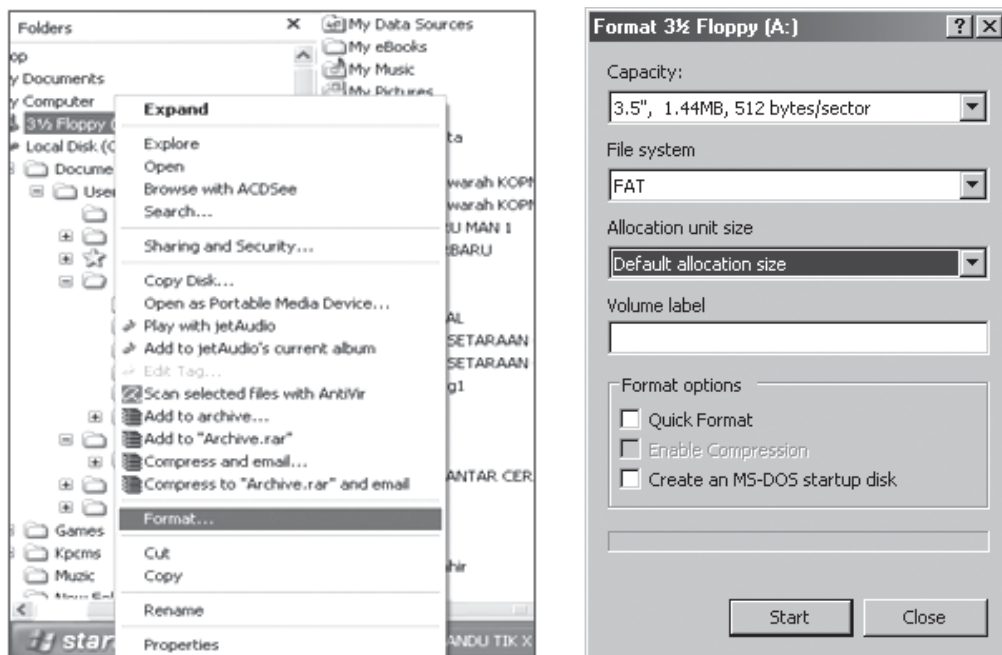 Folders
My Data Sources
My eBooks
My Music
My Pictures
op
y Documents
y Computer
3½ Floppy (
Local Disk (C
Docume
User
Games
Kpcms
Muzic
Expand
Explore
Open
Browse with ACDSee
Search...
Sharing and Security...
Copy Disk...
Open as Portable Media Device...
Play with jetAudio
Add to jetAudio's current album
Edit Tag...
Scan selected files with AntiVir
Add to archive...
Add to "Archive.rar"
Compress and email...
Compress to "Archive.rar" and email
Format...
Cut
Copy
Rename
Properties
ta
warah KOPM
warah KOPM
U MAN 1
BARU
AL
SETARAAN
SETARAAN
g1
ANTAR CER
hir
star
ANDU TIK X
Format 3½ Floppy (A:)
Capacity:
3.5", 1.44MB, 512 bytes/sector
File system
FAT
Allocation unit size
Default allocation size
Volume label
Format options
Quick Format
Enable Compression
Create an MS-DOS startup disk
Start
Close